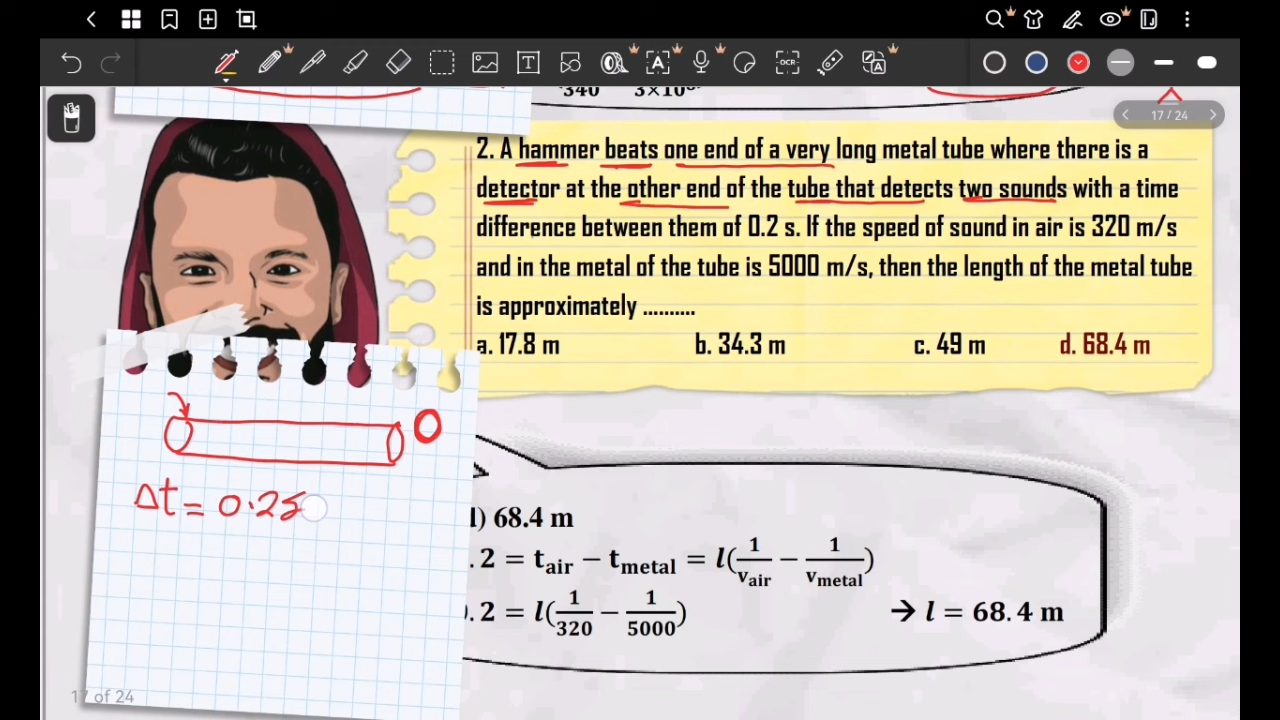 OCR
340 3×10
17 / 24
2. A hammer beats one end of a very long metal tube where there is a
detector at the other end of the tube that detects two sounds with a time
difference between them of 0.2 s. If the speed of sound in air is 320 m/s
and in the metal of the tube is 5000 m/s, then the length of the metal tube
is approximately ..........
a. 17.8 m b. 34.3 m c. 49 m d. 68.4 m
Δt = 0.2s
) 68.4 m
. 2 = t_air − t_metal = l(1/v_air − 1/v_metal)
. 2 = l(1/320 − 1/5000) → l = 68. 4 m
17 of 24